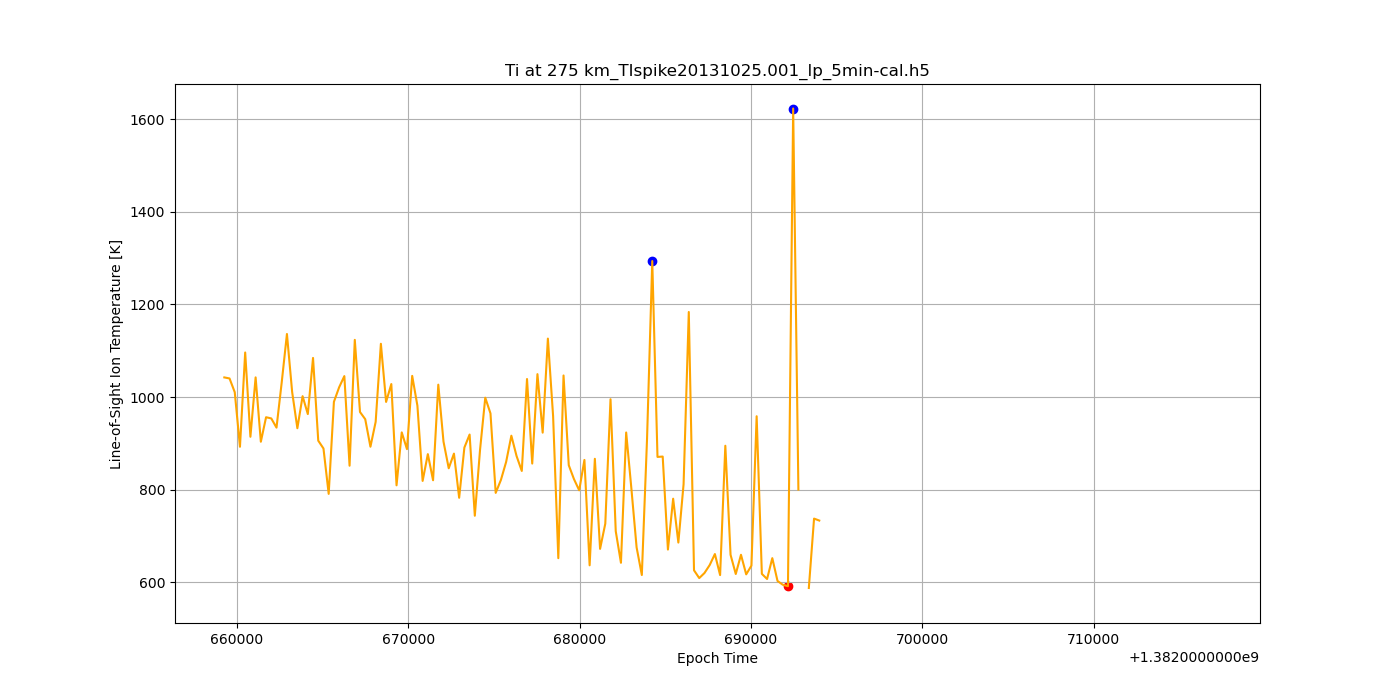 Ti at 275 km_TIspike20131025.001_lp_5min-cal.h5
Line-of-Sight Ion Temperature [K]
1600
1400
1200
1000
800
600
660000 670000 680000 690000 700000 710000
Epoch Time
+1.3820000000e9